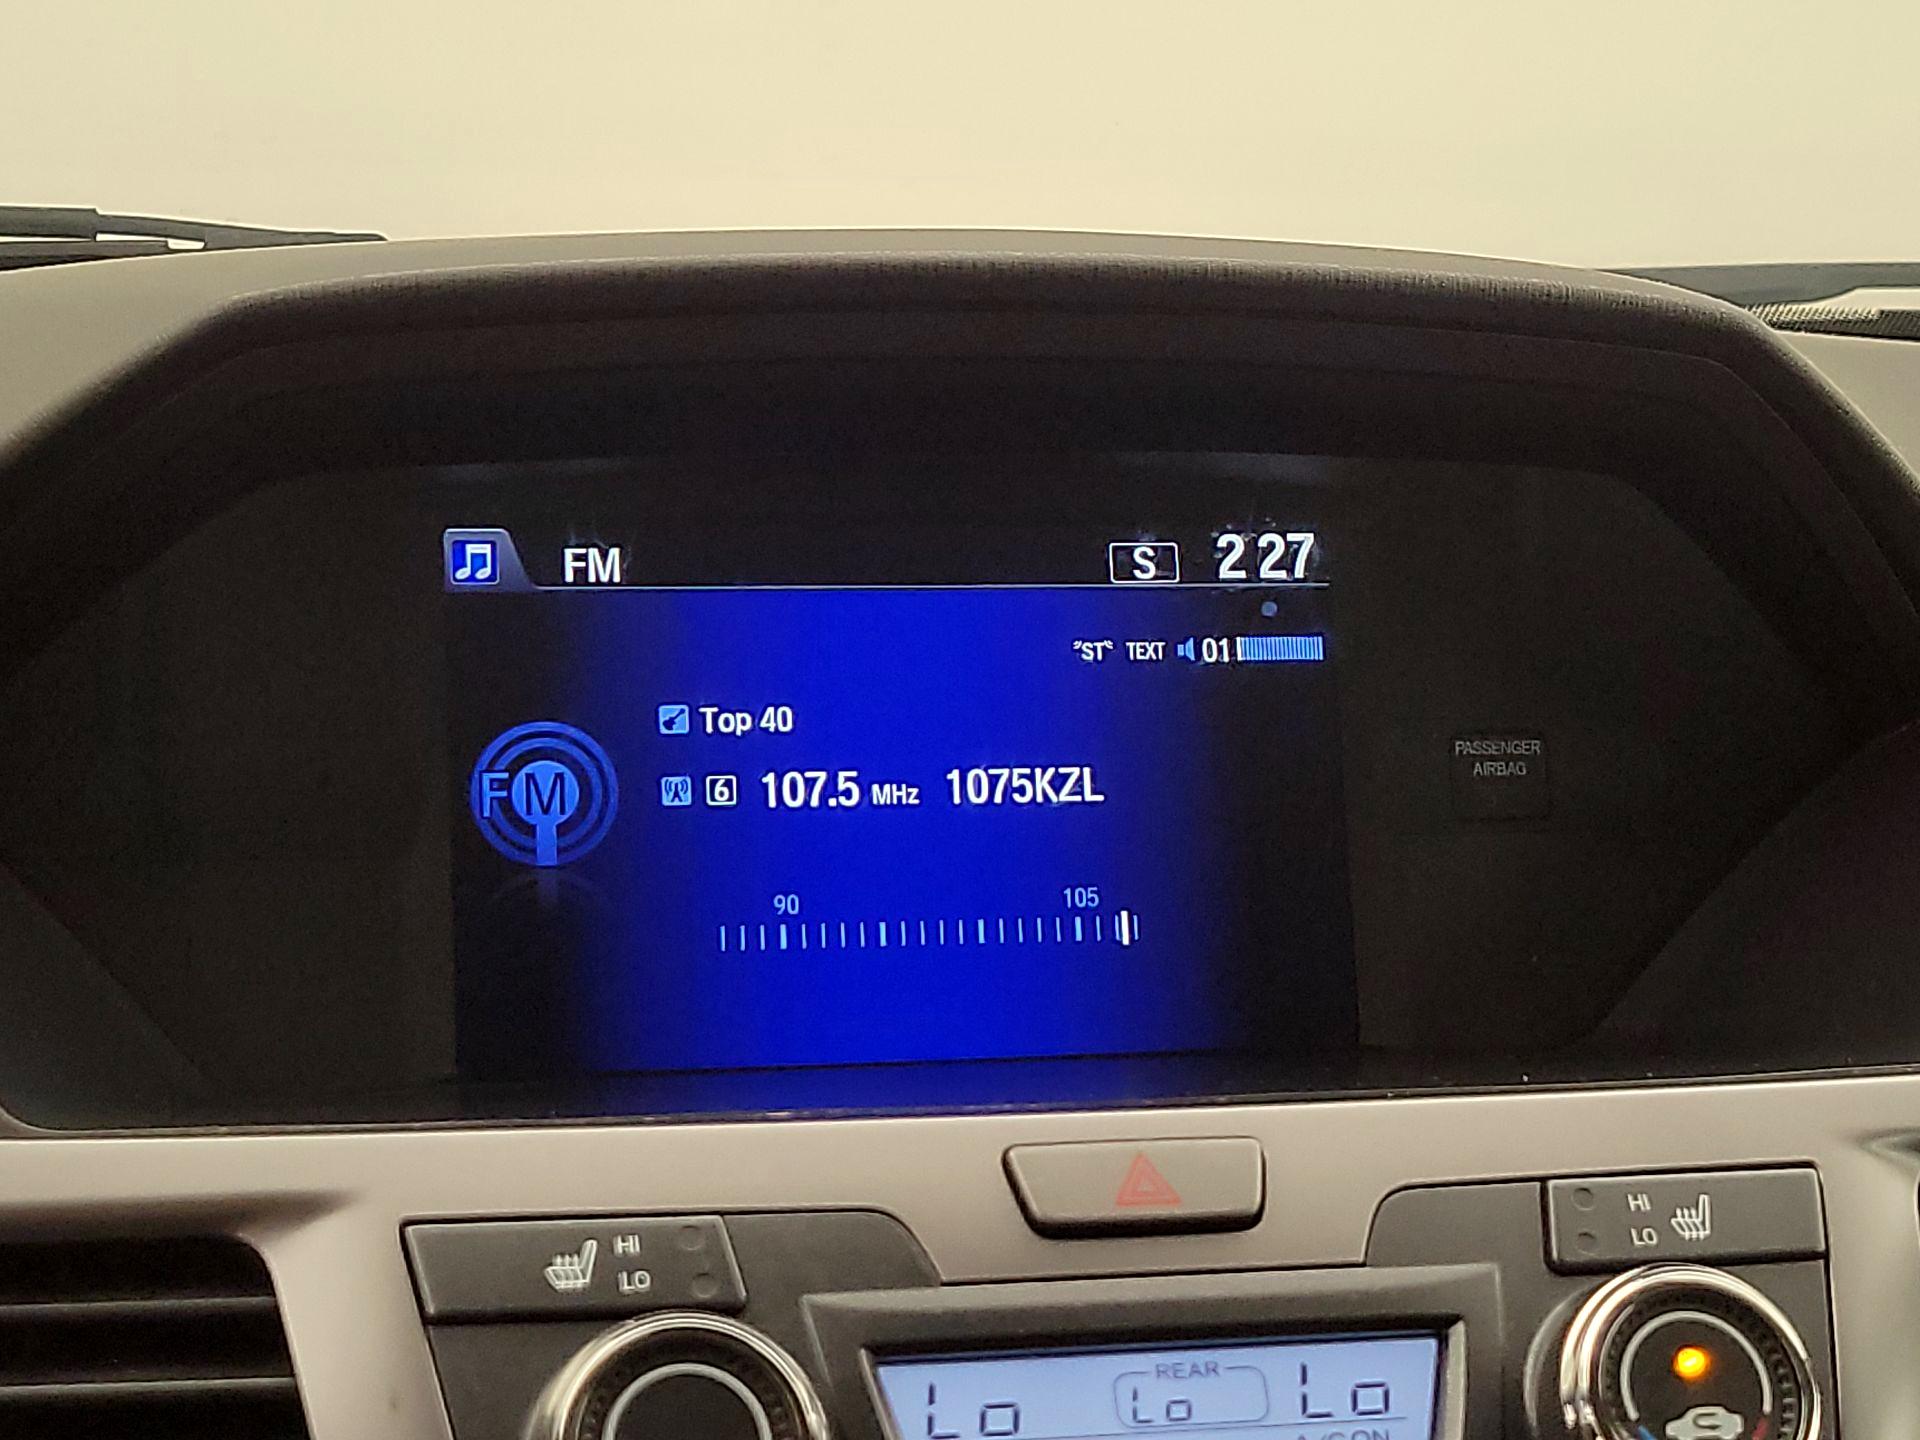 FM S 2 27
"ST" TEXT 01
Top 40
FM 6 107.5 MHz 1075KZL
PASSENGER
AIRBAG
90 105
HI
LO
HI
LO
REAR
Lo Lo Lo
A/C ON